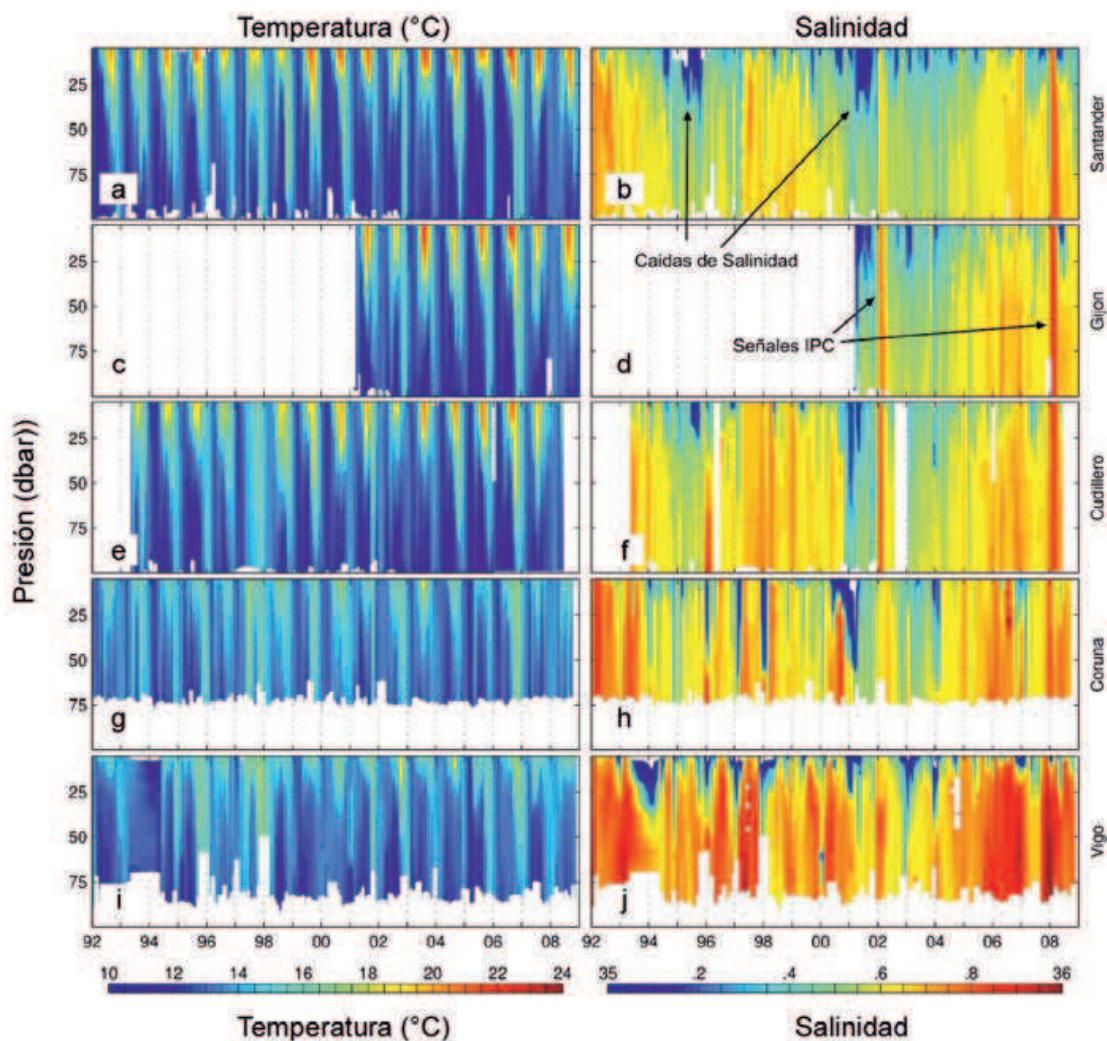 Temperatura (°C)
Salinidad
25
50
75
a
b
Santander
25
50
75
c
Caidas de Salinidad
Señales IPC
d
Gijon
Presión (dbar))
25
50
75
e
f
Cudillero
25
50
75
g
h
Coruna
25
50
75
i
j
Vigo
92 94 96 98 00 02 04 06 08
92 94 96 98 00 02 04 06 08
10 12 14 16 18 20 22 24
35 .2 .4 .6 .8 36
Temperatura (°C)
Salinidad